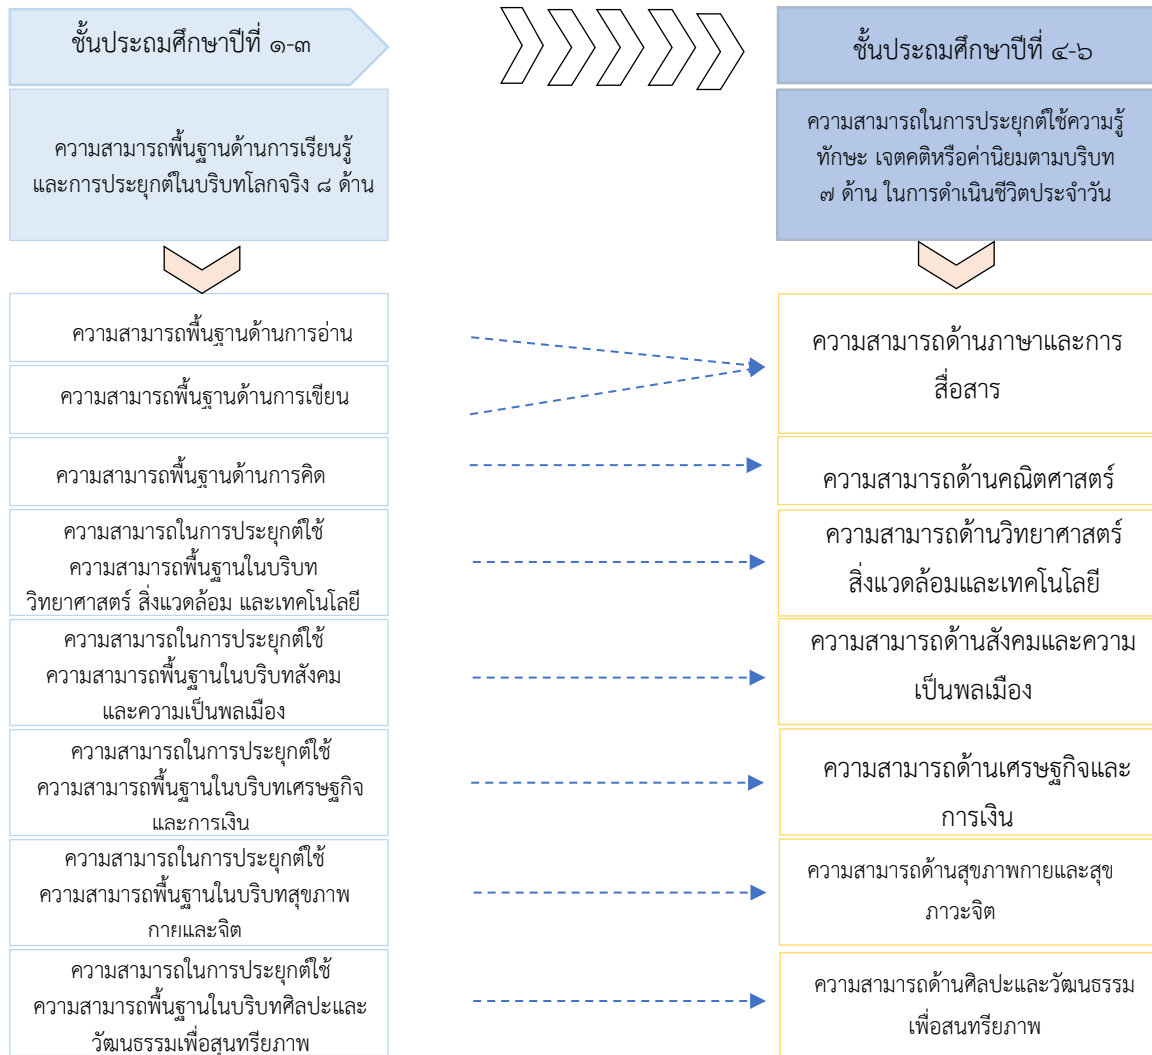 ชั้นประถมศึกษาปีที่ ๑-๓
ความสามารถพื้นฐานด้านการเรียนรู้
และการประยุกต์ในบริบทโลกจริง ๘ ด้าน
ความสามารถพื้นฐานด้านการอ่าน
ความสามารถพื้นฐานด้านการเขียน
ความสามารถพื้นฐานด้านการคิด
ความสามารถในการประยุกต์ใช้
ความสามารถพื้นฐานในบริบท
วิทยาศาสตร์ สิ่งแวดล้อม และเทคโนโลยี
ความสามารถในการประยุกต์ใช้
ความสามารถพื้นฐานในบริบทสังคม
และความเป็นพลเมือง
ความสามารถในการประยุกต์ใช้
ความสามารถพื้นฐานในบริบทเศรษฐกิจ
และการเงิน
ความสามารถในการประยุกต์ใช้
ความสามารถพื้นฐานในบริบทสุขภาพ
กายและจิต
ความสามารถในการประยุกต์ใช้
ความสามารถพื้นฐานในบริบทศิลปะและ
วัฒนธรรมเพื่อสุนทรียภาพ
ชั้นประถมศึกษาปีที่ ๔-๖
ความสามารถในการประยุกต์ใช้ความรู้
ทักษะ เจตคติหรือค่านิยมตามบริบท
๗ ด้าน ในการดำเนินชีวิตประจำวัน
ความสามารถด้านภาษาและการ
สื่อสาร
ความสามารถด้านคณิตศาสตร์
ความสามารถด้านวิทยาศาสตร์
สิ่งแวดล้อมและเทคโนโลยี
ความสามารถด้านสังคมและความ
เป็นพลเมือง
ความสามารถด้านเศรษฐกิจและ
การเงิน
ความสามารถด้านสุขภาพกายและสุข
ภาวะจิต
ความสามารถด้านศิลปะและวัฒนธรรม
เพื่อสนทรียภาพ